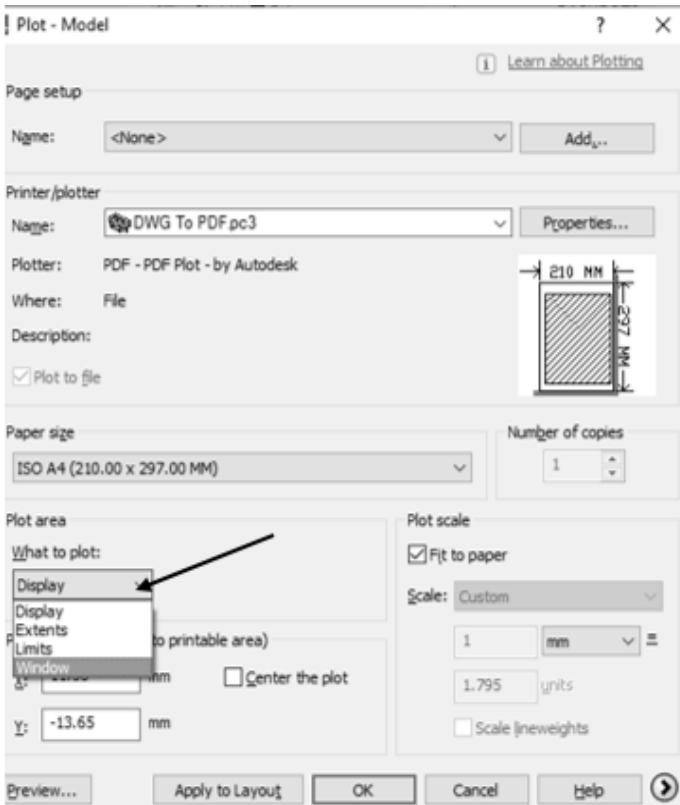 Plot - Model
?
Learn about Plotting
Page setup
Name:
<None>
Add...
Printer/plotter
Name:
DWG To PDF.pc3
Properties...
Plotter:
PDF - PDF Plot - by Autodesk
Where:
File
Description:
Plot to file
210 MM
297 MM
Paper size
ISO A4 (210.00 x 297.00 MM)
Number of copies
1
Plot area
What to plot:
Display
Display
Extents
Limits
Window
to printable area)
mm
Center the plot
Y:
-13.65
mm
Plot scale
Fit to paper
Scale:
Custom
1
mm
=
1.795
units
Scale lineweights
Preview...
Apply to Layout
OK
Cancel
Help